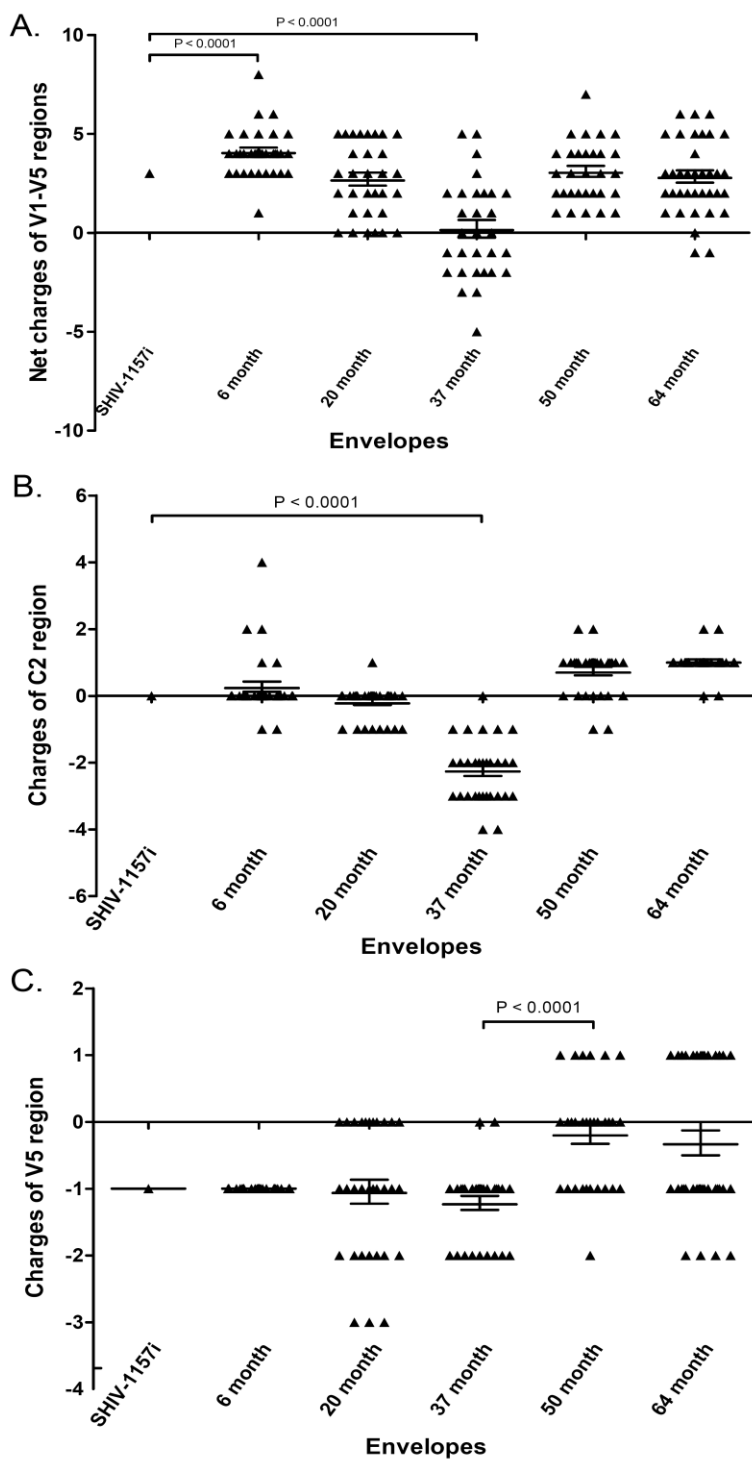 A.
P < 0.0001
P < 0.0001
Net charges of V1-V5 regions
10
5
0
-5
-10
SHIV-1157i
6 month
20 month
37 month
50 month
64 month
Envelopes
B.
P < 0.0001
Charges of C2 region
6
4
2
0
-2
-4
-6
SHIV-1157i
6 month
20 month
37 month
50 month
64 month
Envelopes
C.
P < 0.0001
Charges of V5 region
2
1
0
-1
-2
-3
-4
SHIV-1157i
6 month
20 month
37 month
50 month
64 month
Envelopes